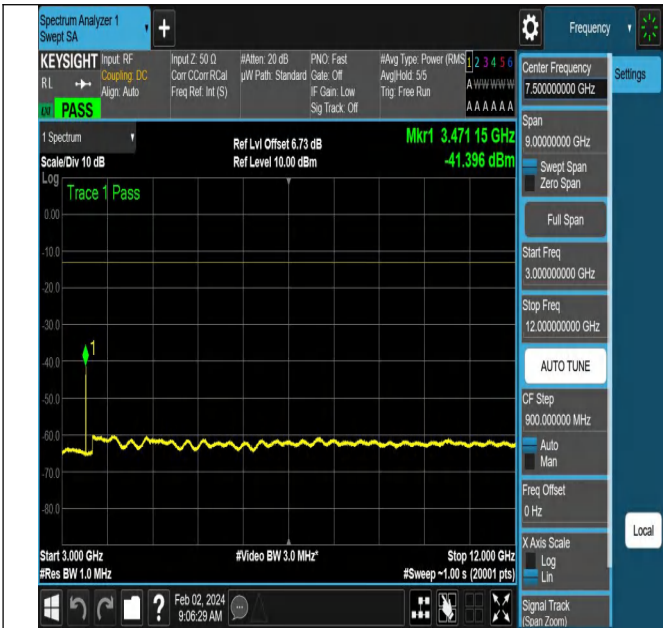 Spectrum Analyzer 1
Swept SA
+
Frequency
KEYSIGHT
RL
PASS
Input: RF
Coupling: DC
Align: Auto
Input Z: 50 Ω
Corr CCorr RCal
Freq Ref: Int (S)
#Atten: 20 dB
µW Path: Standard
PNO: Fast
Gate: Off
IF Gain: Low
Sig Track: Off
#Avg Type: Power (RMS
Avg|Hold: 5/5
Trig: Free Run
1 2 3 4 5 6
A W W W W W
A A A A A A
1 Spectrum
Scale/Div 10 dB
Log
Ref Lvl Offset 6.73 dB
Ref Level 10.00 dBm
Mkr1 3.471 15 GHz
-41.396 dBm
Trace 1 Pass
0.00
-10.0
-20.0
-30.0
-40.0
-50.0
-60.0
-70.0
-80.0
1
Start 3.000 GHz
#Res BW 1.0 MHz
#Video BW 3.0 MHz*
Stop 12.000 GHz
#Sweep ~1.00 s (20001 pts)
Center Frequency
7.50000000 GHz
Settings
Span
9.00000000 GHz
Swept Span
Zero Span
Full Span
Start Freq
3.000000000 GHz
Stop Freq
12.000000000 GHz
AUTO TUNE
CF Step
900.000000 MHz
Auto
Man
Freq Offset
0 Hz
X Axis Scale
Log
Lin
Signal Track
(Span Zoom)
Local
?
Feb 02, 2024
9:06:29 AM